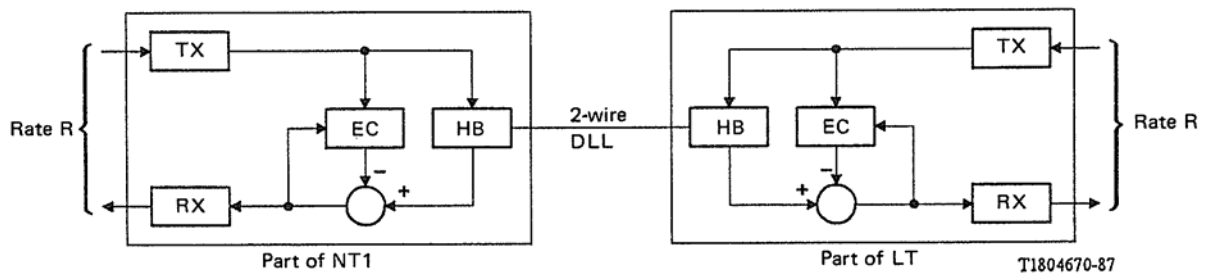 TX
TX
EC
HB
2-wire
DLL
HB
EC
Rate R
Rate R
−
+
+
−
RX
RX
Part of NT1
Part of LT
T1804670-87